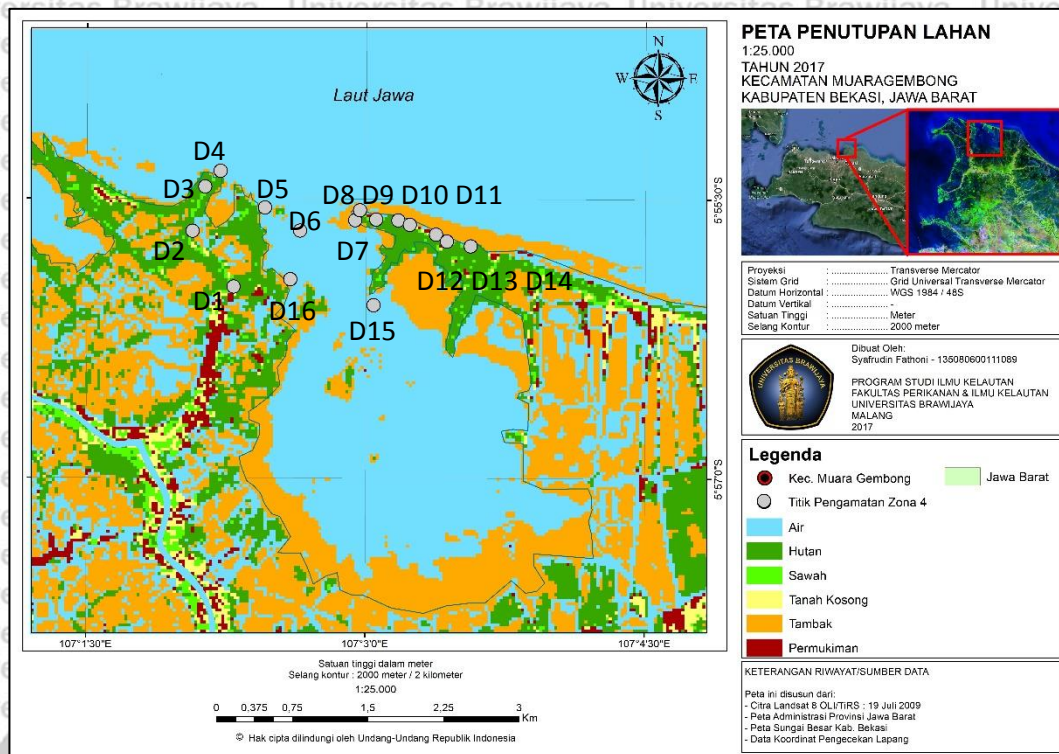 Universitas Brawijaya
PETA PENUTUPAN LAHAN
1:25.000
TAHUN 2017
KECAMATAN MUARAGEMBONG
KABUPATEN BEKASI, JAWA BARAT
Laut Jawa
N
W E
S
D4
D3
D5
D8 D9 D10 D11
D6
D2
D7
D12 D13 D14
D1
D16
D15
5°55'30"S
5°57'0"S
107°1'30"E
107°3'0"E
107°4'30"E
Proyeksi : .................... Transverse Mercator
Sistem Grid : .................... Grid Universal Transverse Mercator
Datum Horizontal : .................... WGS 1984 / 48S
Datum Vertikal : .................... -
Satuan Tinggi : .................... Meter
Selang Kontur : .................... 2000 meter
UNIVERSITAS BRAWIJAYA
Dibuat Oleh:
Syafrudin Fathoni - 135080600111089
PROGRAM STUDI ILMU KELAUTAN
FAKULTAS PERIKANAN & ILMU KELAUTAN
UNIVERSITAS BRAWIJAYA
MALANG
2017
Legenda
Kec. Muara Gembong
Jawa Barat
Titik Pengamatan Zona 4
Air
Hutan
Sawah
Tanah Kosong
Tambak
Permukiman
KETERANGAN RIWAYAT/SUMBER DATA
Peta ini disusun dari:
- Citra Landsat 8 OLI/TiRS : 19 Juli 2009
- Peta Administrasi Provinsi Jawa Barat
- Peta Sungai Besar Kab. Bekasi
- Data Koordinat Pengecekan Lapang
Satuan tinggi dalam meter
Selang kontur : 2000 meter / 2 kilometer
1:25.000
0 0,375 0,75 1,5 2,25 3
Km
© Hak cipta dilindungi oleh Undang-Undang Republik Indonesia